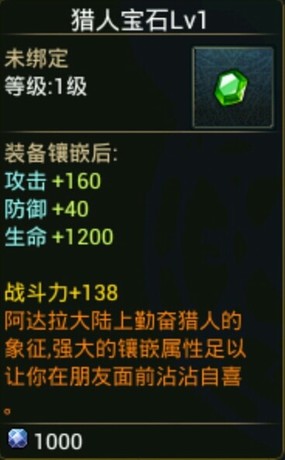 猎人宝石Lv1
未绑定
等级:1级
装备镶嵌后:
攻击 +160
防御 +40
生命 +1200
战斗力+138
阿达拉大陆上勤奋猎人的
象征,强大的镶嵌属性足以
让你在朋友面前沾沾自喜
。
1000